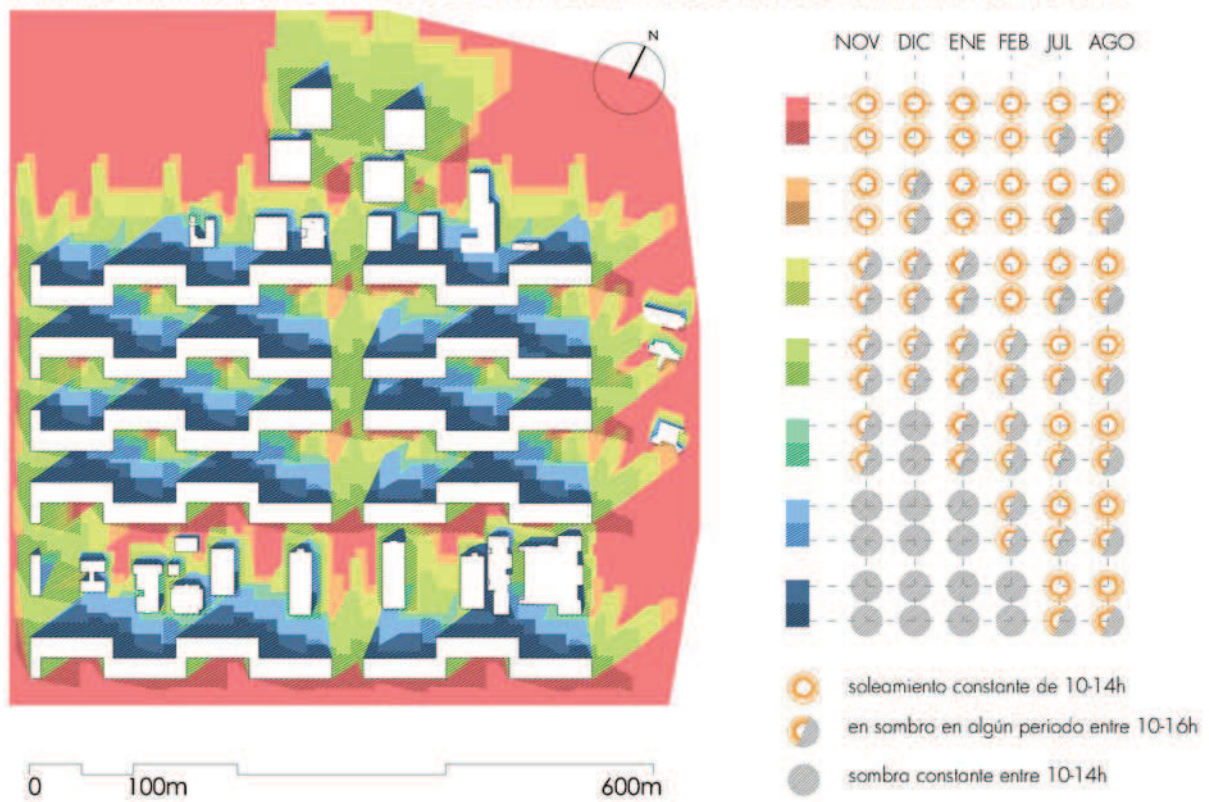 N
NOV DIC ENE FEB JUL AGO
soleamiento constante de 10-14h
en sombra en algún periodo entre 10-16h
sombra constante entre 10-14h
0 100m 600m